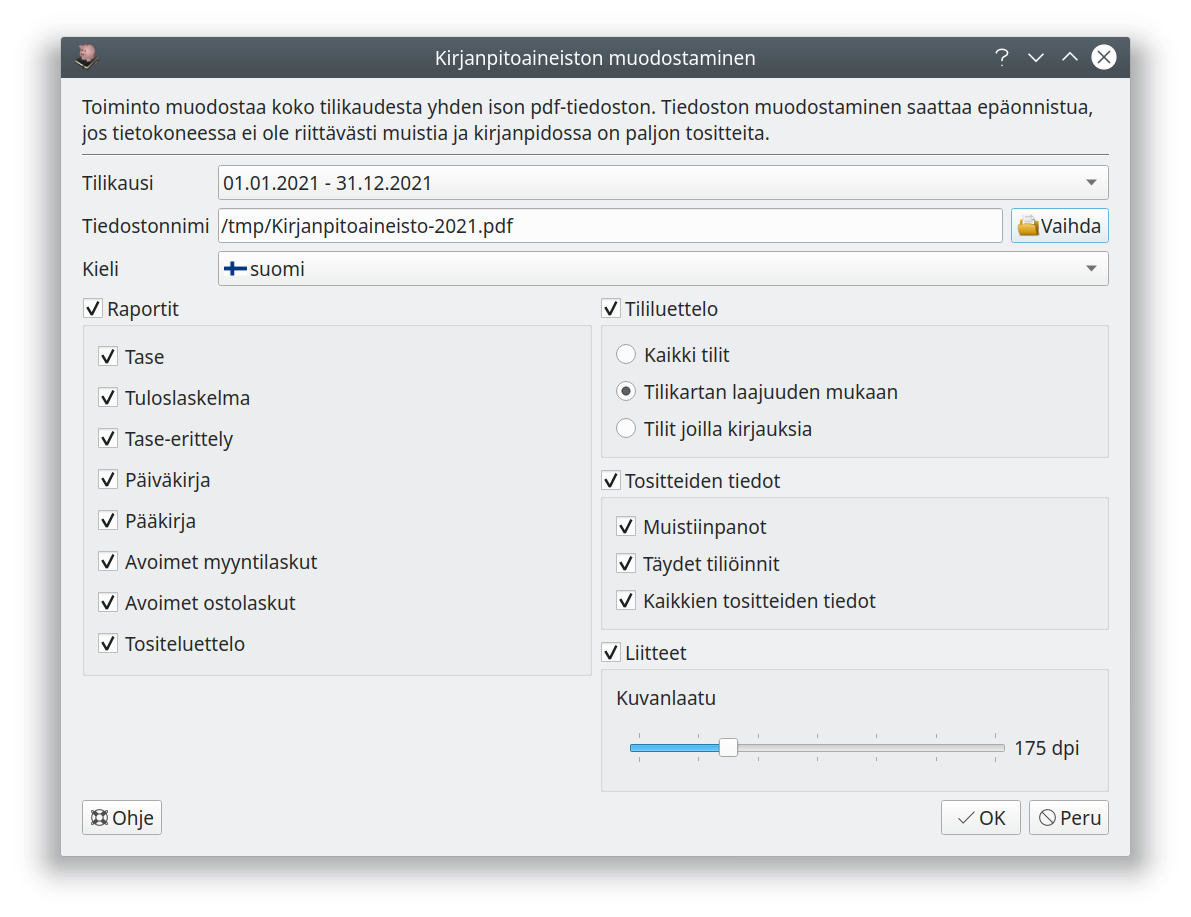 Kirjanpitoaineiston muodostaminen
Toiminto muodostaa koko tilikaudesta yhden ison pdf-tiedoston. Tiedoston muodostaminen saattaa epäonnistua,
jos tietokoneessa ei ole riittävästi muistia ja kirjanpidossa on paljon tositteita.
Tilikausi 01.01.2021 - 31.12.2021
Tiedostonnimi /tmp/Kirjanpitoaineisto-2021.pdf Vaihda
Kieli suomi
Raportit
Tase
Tuloslaskelma
Tase-erittely
Päiväkirja
Pääkirja
Avoimet myyntilaskut
Avoimet ostolaskut
Tositeluettelo
Tililuettelo
Kaikki tilit
Tilikartan laajuuden mukaan
Tilit joilla kirjauksia
Tositteiden tiedot
Muistiinpanot
Täydet tiliöinnit
Kaikkien tositteiden tiedot
Liitteet
Kuvanlaatu
175 dpi
Ohje OK Peru